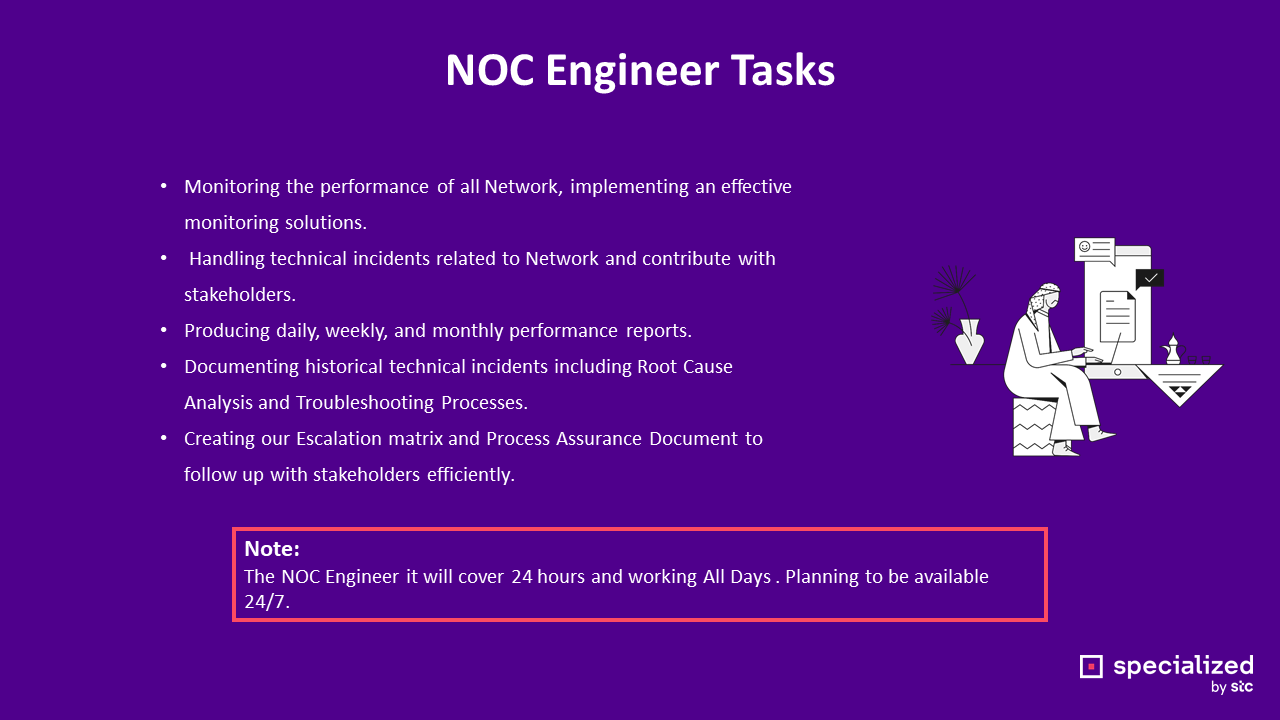 NOC Engineer Tasks
• Monitoring the performance of all Network, implementing an effective
monitoring solutions.
• Handling technical incidents related to Network and contribute with
stakeholders.
• Producing daily, weekly, and monthly performance reports.
• Documenting historical technical incidents including Root Cause
Analysis and Troubleshooting Processes.
• Creating our Escalation matrix and Process Assurance Document to
follow up with stakeholders efficiently.
Note:
The NOC Engineer it will cover 24 hours and working All Days . Planning to be available
24/7.
specialized
by stc